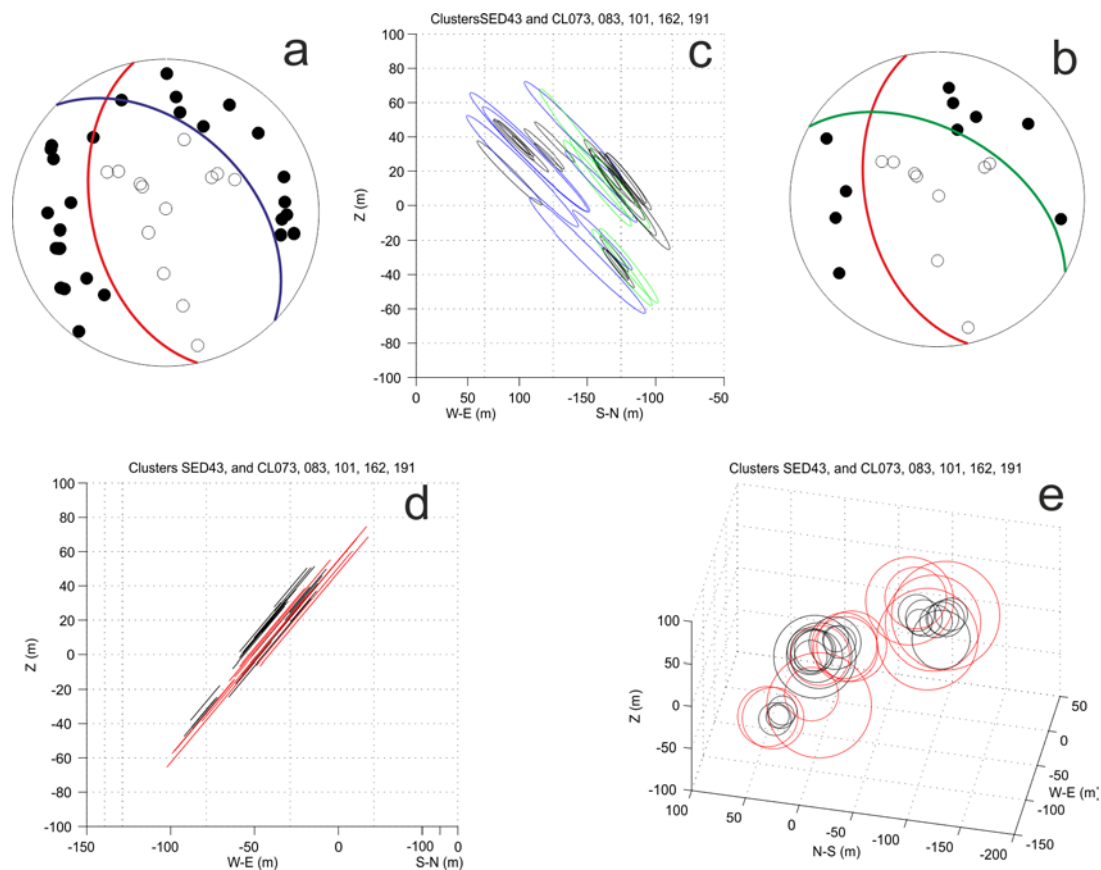 a
ClustersSED43 and CL073, 083, 101, 162, 191
c
100
80
60
40
20
0
-20
-40
-60
-80
-100
Z (m)
0 50 100 -150 -100 -50
W-E (m) S-N (m)
b
Clusters SED43, and CL073, 083, 101, 162, 191
d
100
80
60
40
20
0
-20
-40
-60
-80
-100
Z (m)
-150 -100 -50 -0 0 0
W-E (m) S-N (m)
Clusters SED43, and CL073, 083, 101, 162, 191
e
100
50
0
-50
-100
Z (m)
100 50 0 -50 -100 -150 -200
N-S (m)
50
0
-50
-100
-150
W-E (m)